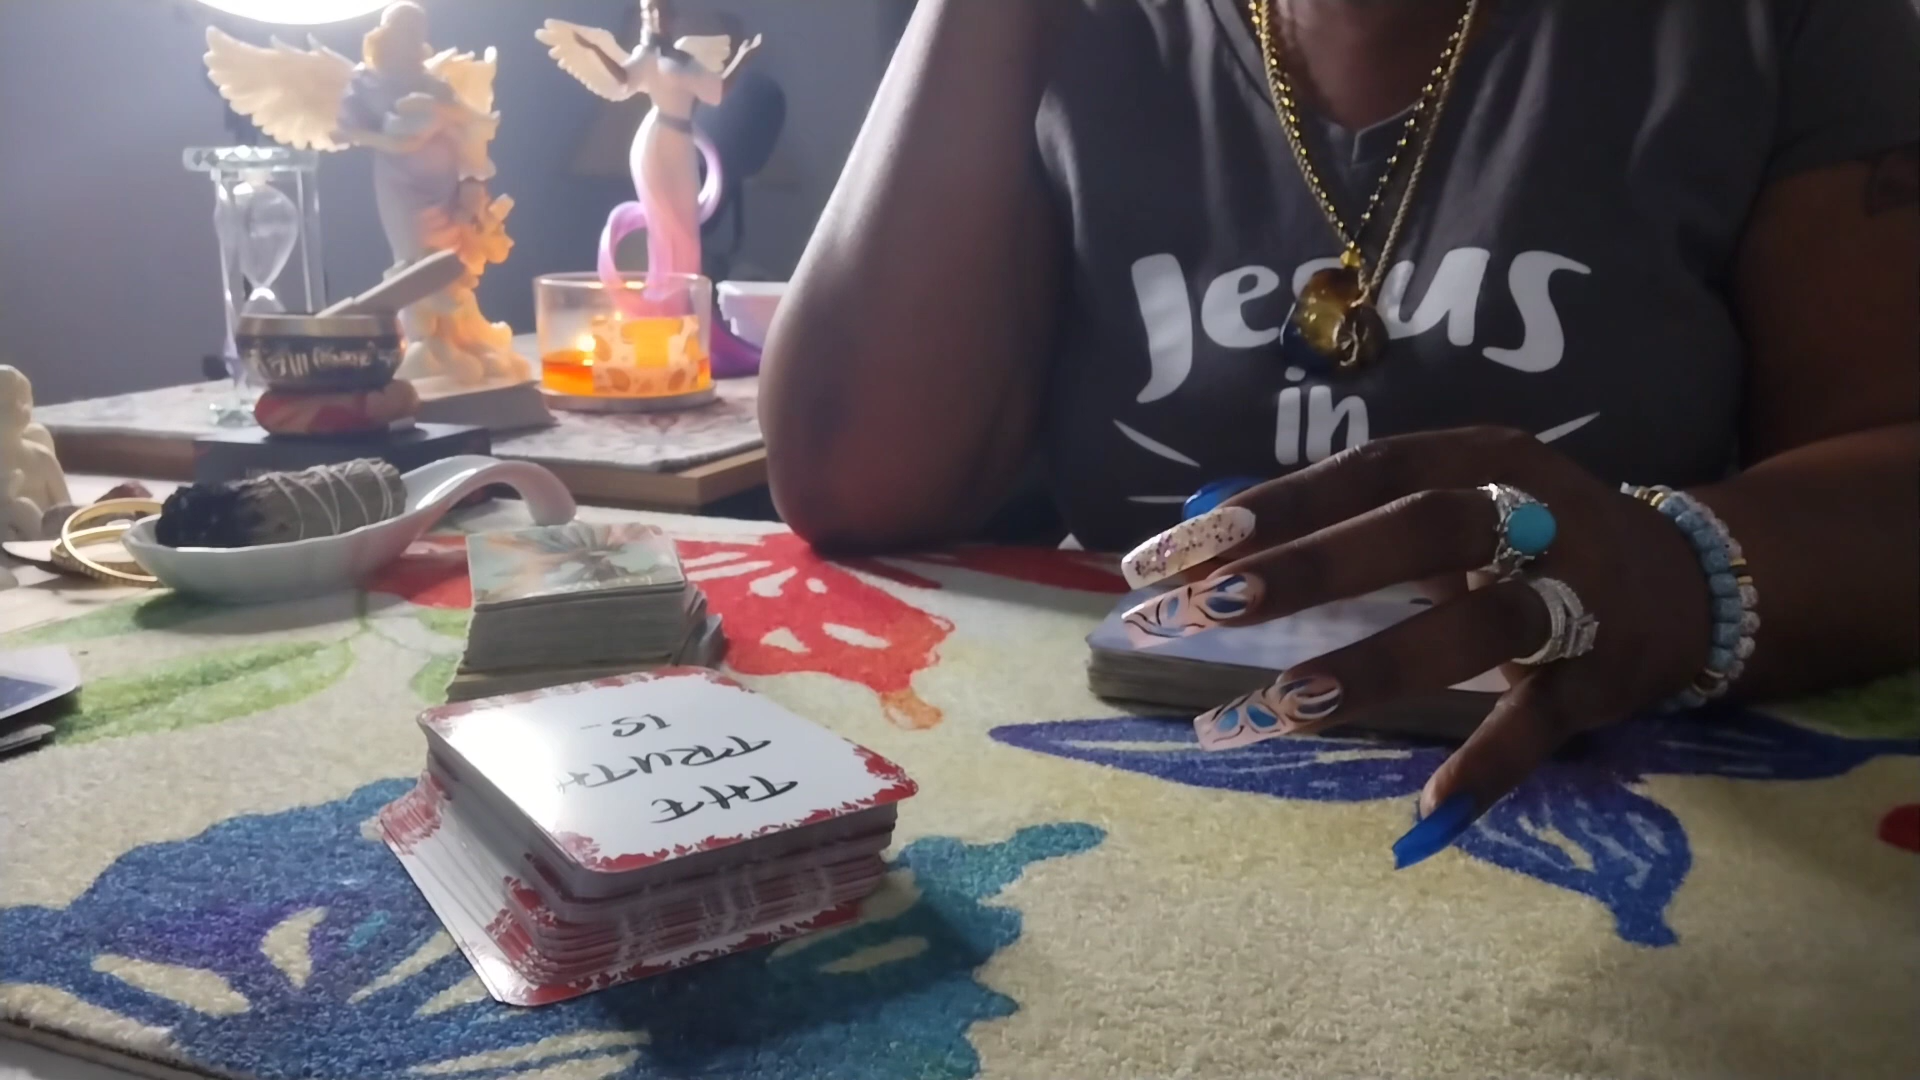 Jesus
in
THE
TRUTH
IS-